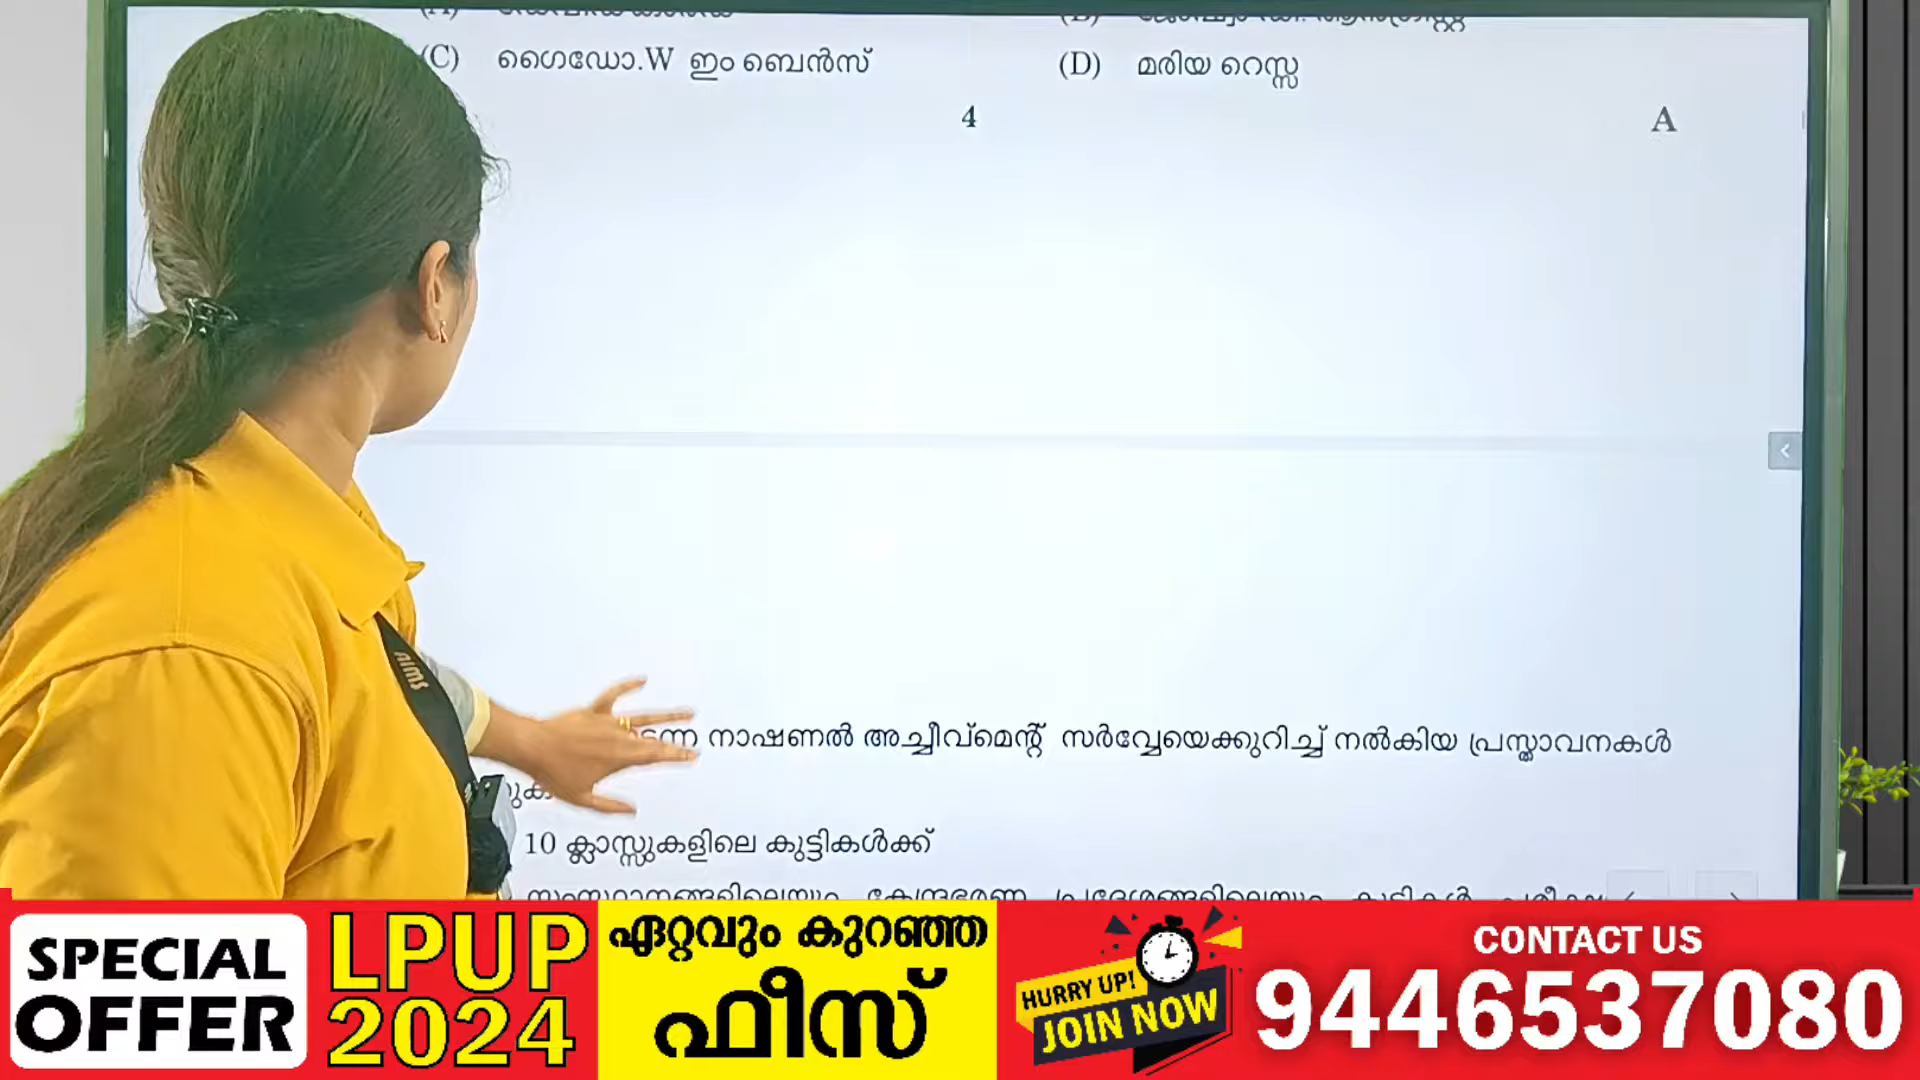 (C) ഗൈഡോ.W ഇം ബെൻസ്
(D) മരിയ റെസ്സ
4
A
നാഷണൽ അച്ചീവ്മെന്റ് സർവ്വേയെക്കുറിച്ച് നൽകിയ പ്രസ്താവനകൾ
10 ക്ലാസ്സുകളിലെ കുട്ടികൾക്ക്
AIMS
SPECIAL
OFFER
LPUP
2024
ഏറ്റവും കുറഞ്ഞ
ഫീസ്
HURRY UP!
JOIN NOW
CONTACT US
9446537080